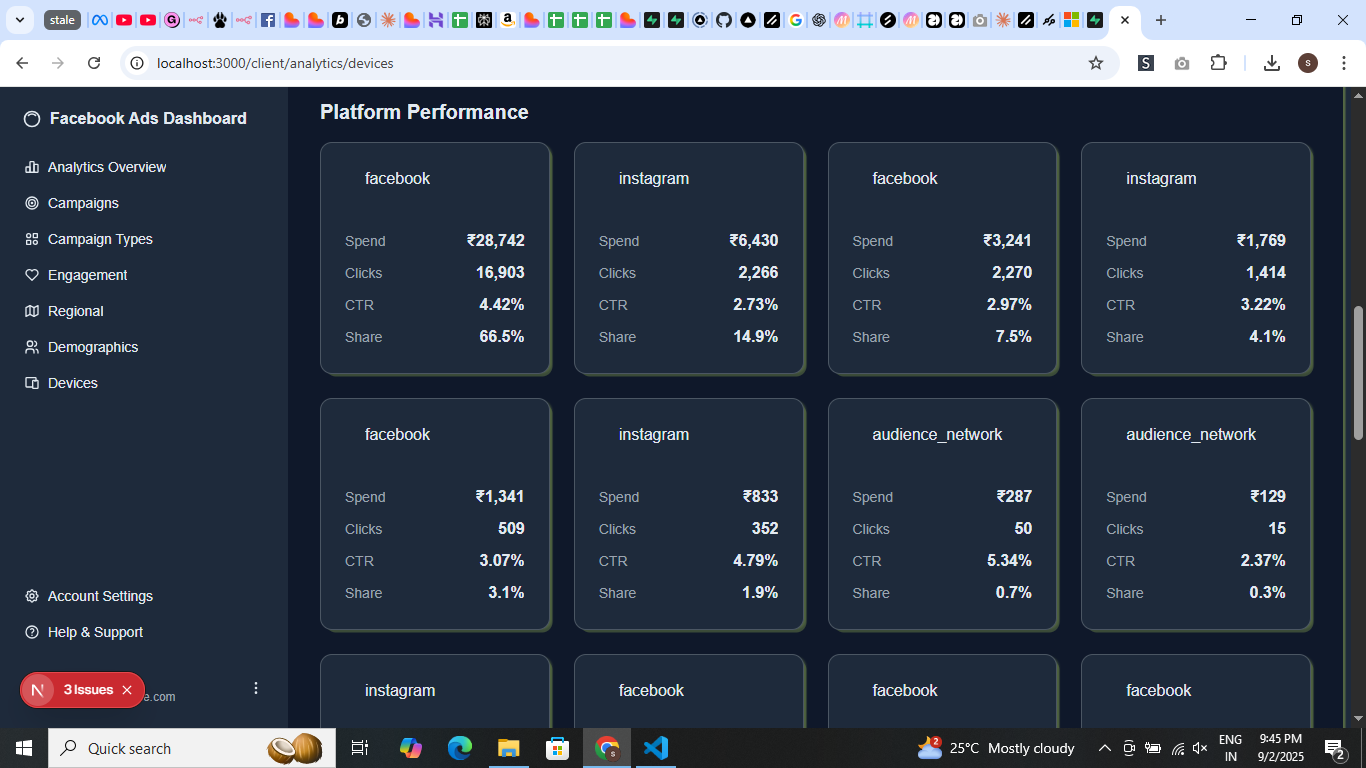 stale
localhost:3000/client/analytics/devices
S
s
Facebook Ads Dashboard
Analytics Overview
Campaigns
Campaign Types
Engagement
Regional
Demographics
Devices
Account Settings
Help & Support
N 3 Issues
e.com
Platform Performance
facebook
Spend ₹28,742
Clicks 16,903
CTR 4.42%
Share 66.5%
instagram
Spend ₹6,430
Clicks 2,266
CTR 2.73%
Share 14.9%
facebook
Spend ₹3,241
Clicks 2,270
CTR 2.97%
Share 7.5%
instagram
Spend ₹1,769
Clicks 1,414
CTR 3.22%
Share 4.1%
facebook
Spend ₹1,341
Clicks 509
CTR 3.07%
Share 3.1%
instagram
Spend ₹833
Clicks 352
CTR 4.79%
Share 1.9%
audience_network
Spend ₹287
Clicks 50
CTR 5.34%
Share 0.7%
audience_network
Spend ₹129
Clicks 15
CTR 2.37%
Share 0.3%
instagram
facebook
facebook
facebook
Quick search
2
25°C Mostly cloudy
ENG
IN
9:45 PM
9/2/2025
2